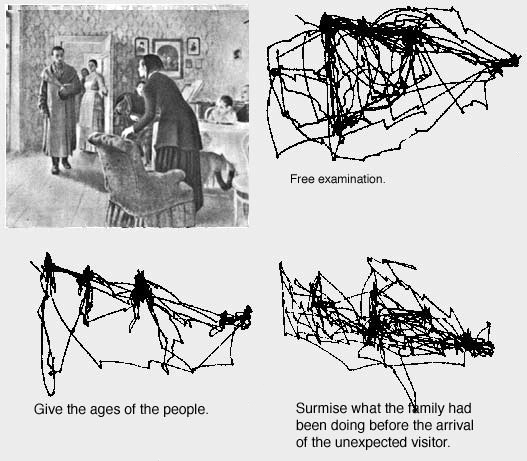 Free examination.
Give the ages of the people.
Surmise what the family had
been doing before the arrival
of the unexpected visitor.